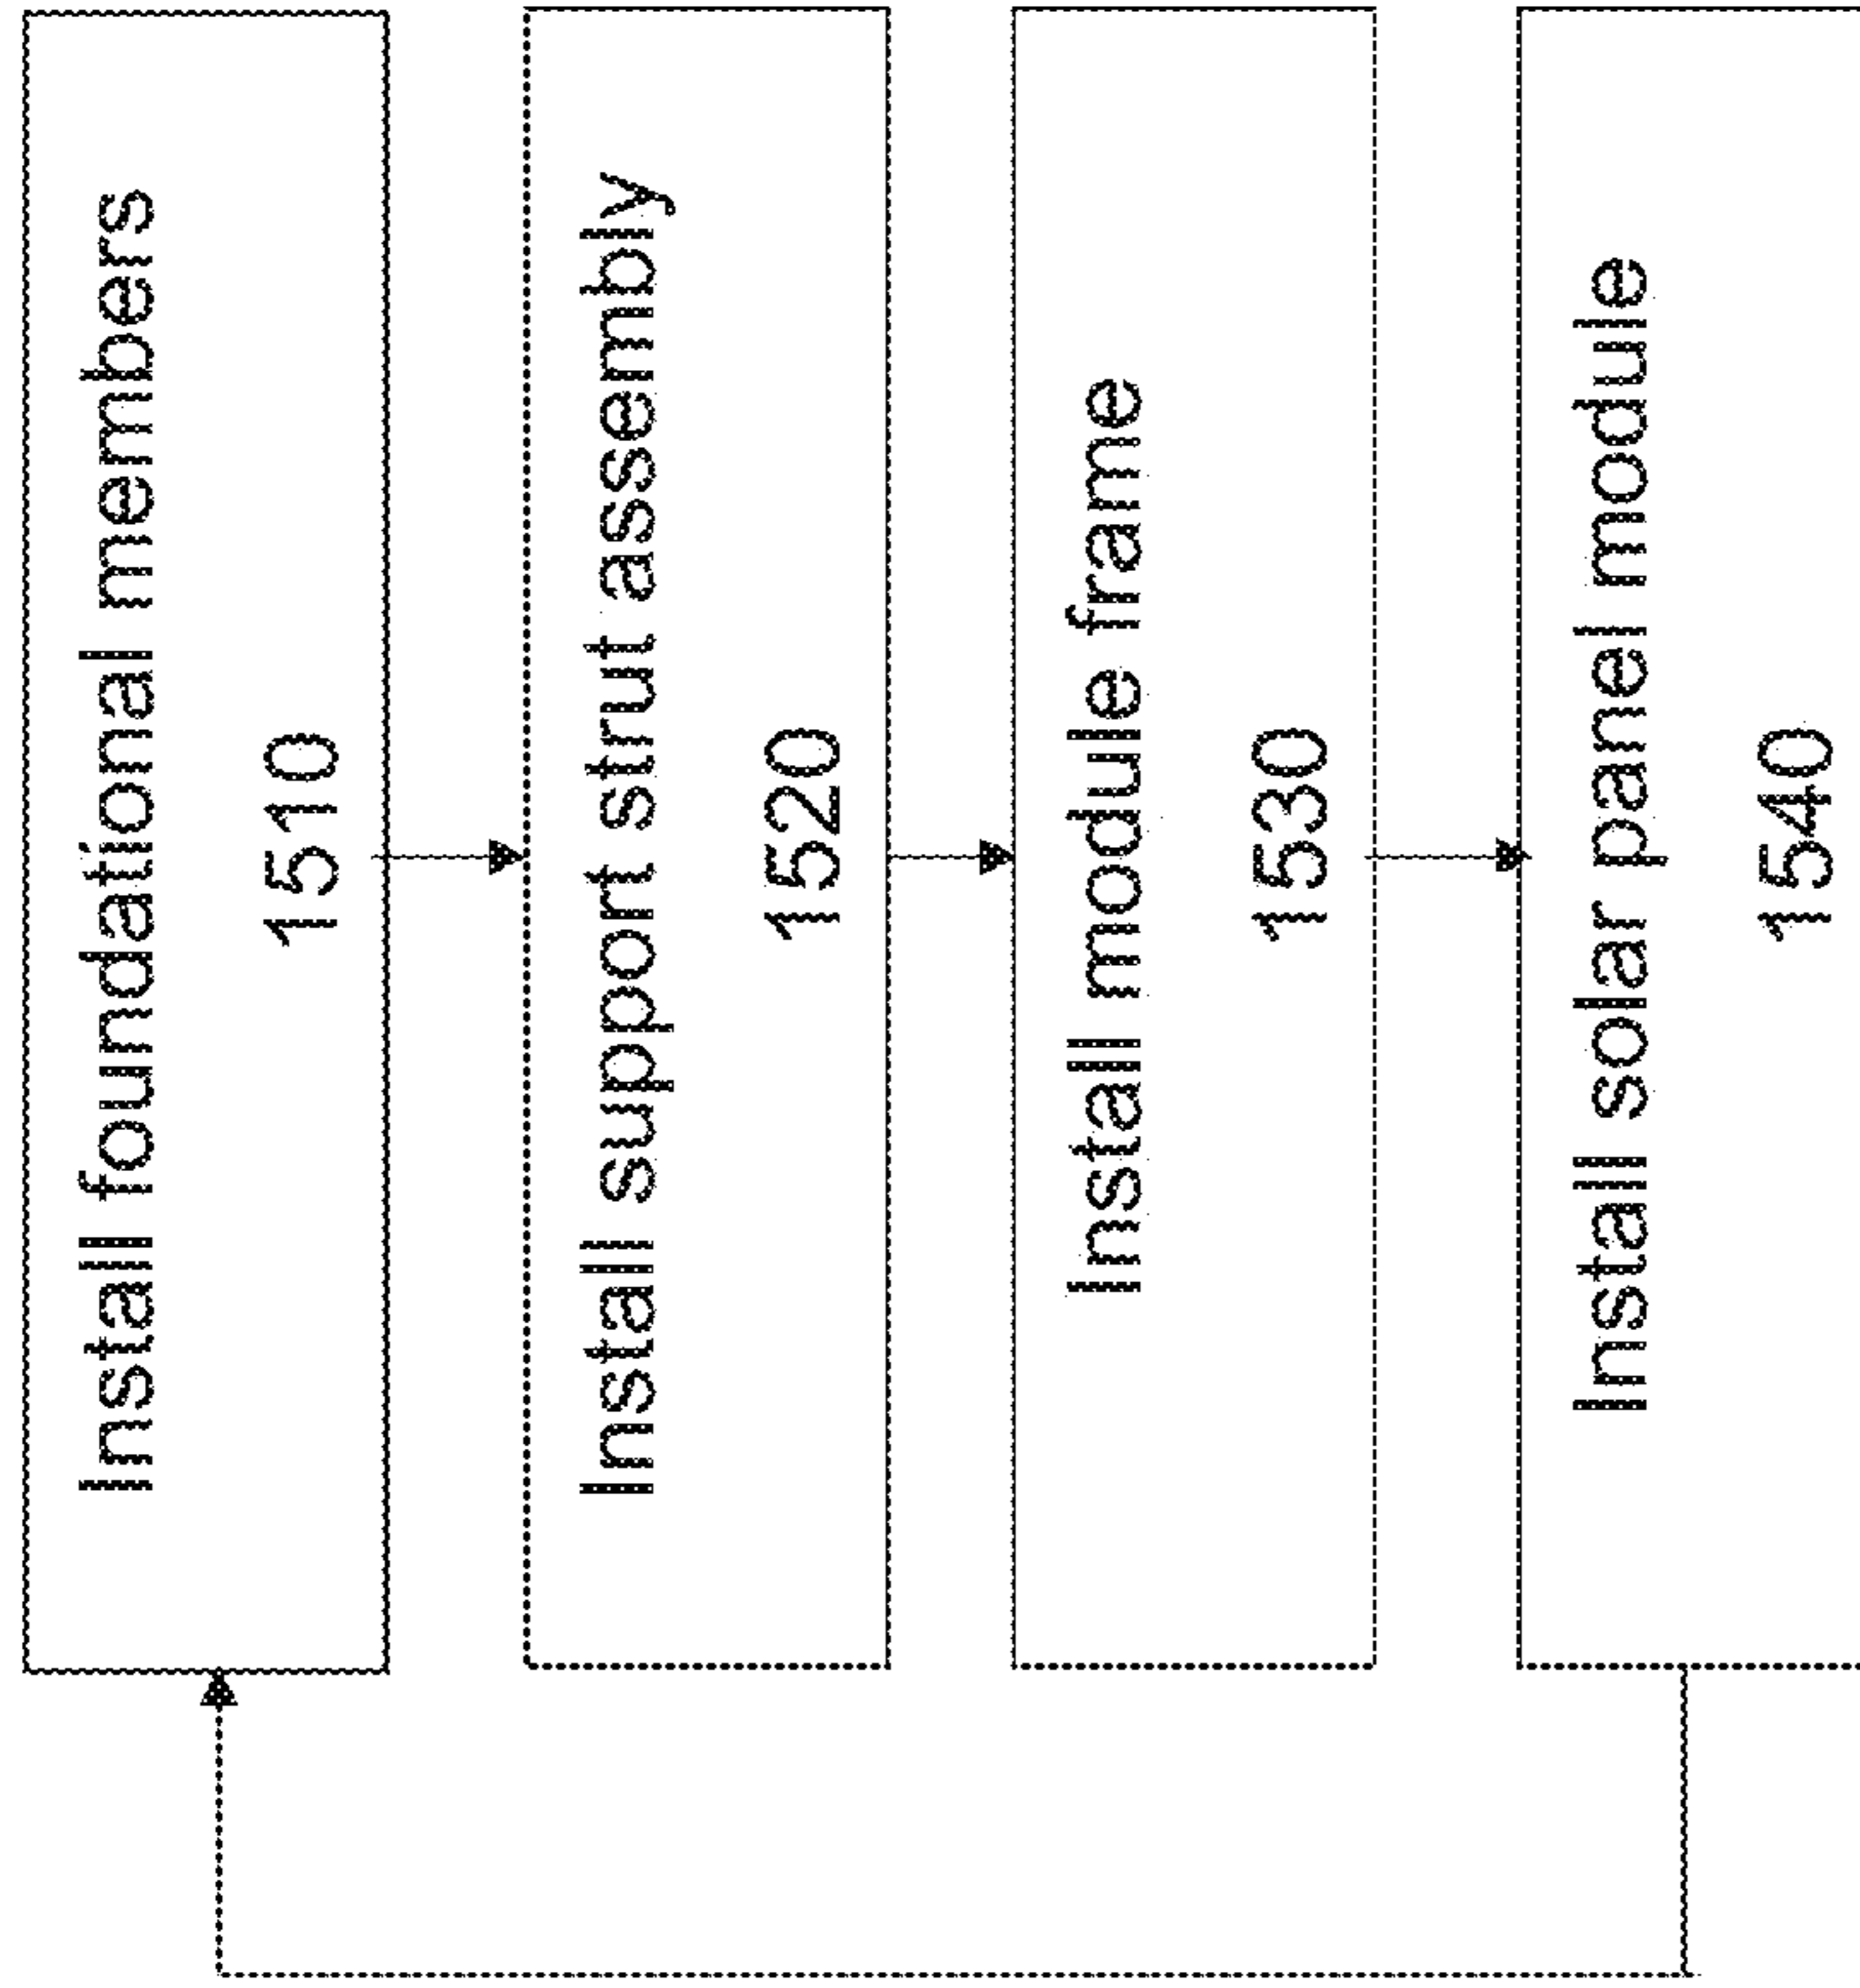 Install foundational members
1510
Install support strut assembly
1520
Install module frame
1530
Install solar panel module
1540